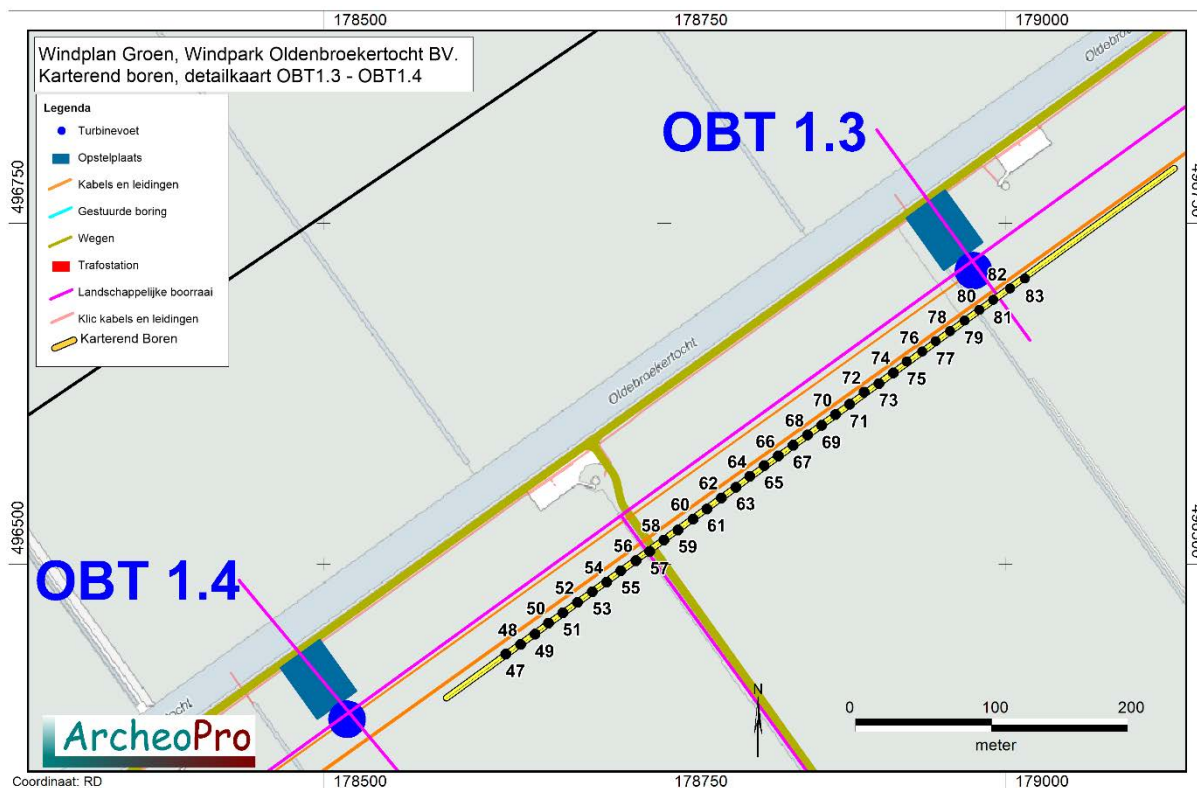 178500
178750
179000
Windplan Groen, Windpark Oldenbroekertocht BV.
Karterend boren, detailkaart OBT1.3 - OBT1.4
Legenda
Turbinevoet
Opstelplaats
Kabels en leidingen
Gestuurde boring
Wegen
Trafostation
Landschappelijke boorraai
Klic kabels en leidingen
Karterend Boren
OBT 1.3
Oldebroekert
496750
496750
82
83
80
81
78
79
76
77
74
75
72
73
70
71
68
69
66
67
64
65
62
63
60
61
58
59
56
57
54
55
52
53
50
51
48
49
47
Oldebroekertocht
496500
496500
OBT 1.4
tocht
N
0
100
200
meter
ArcheoPro
Coordinaat: RD
178500
178750
179000